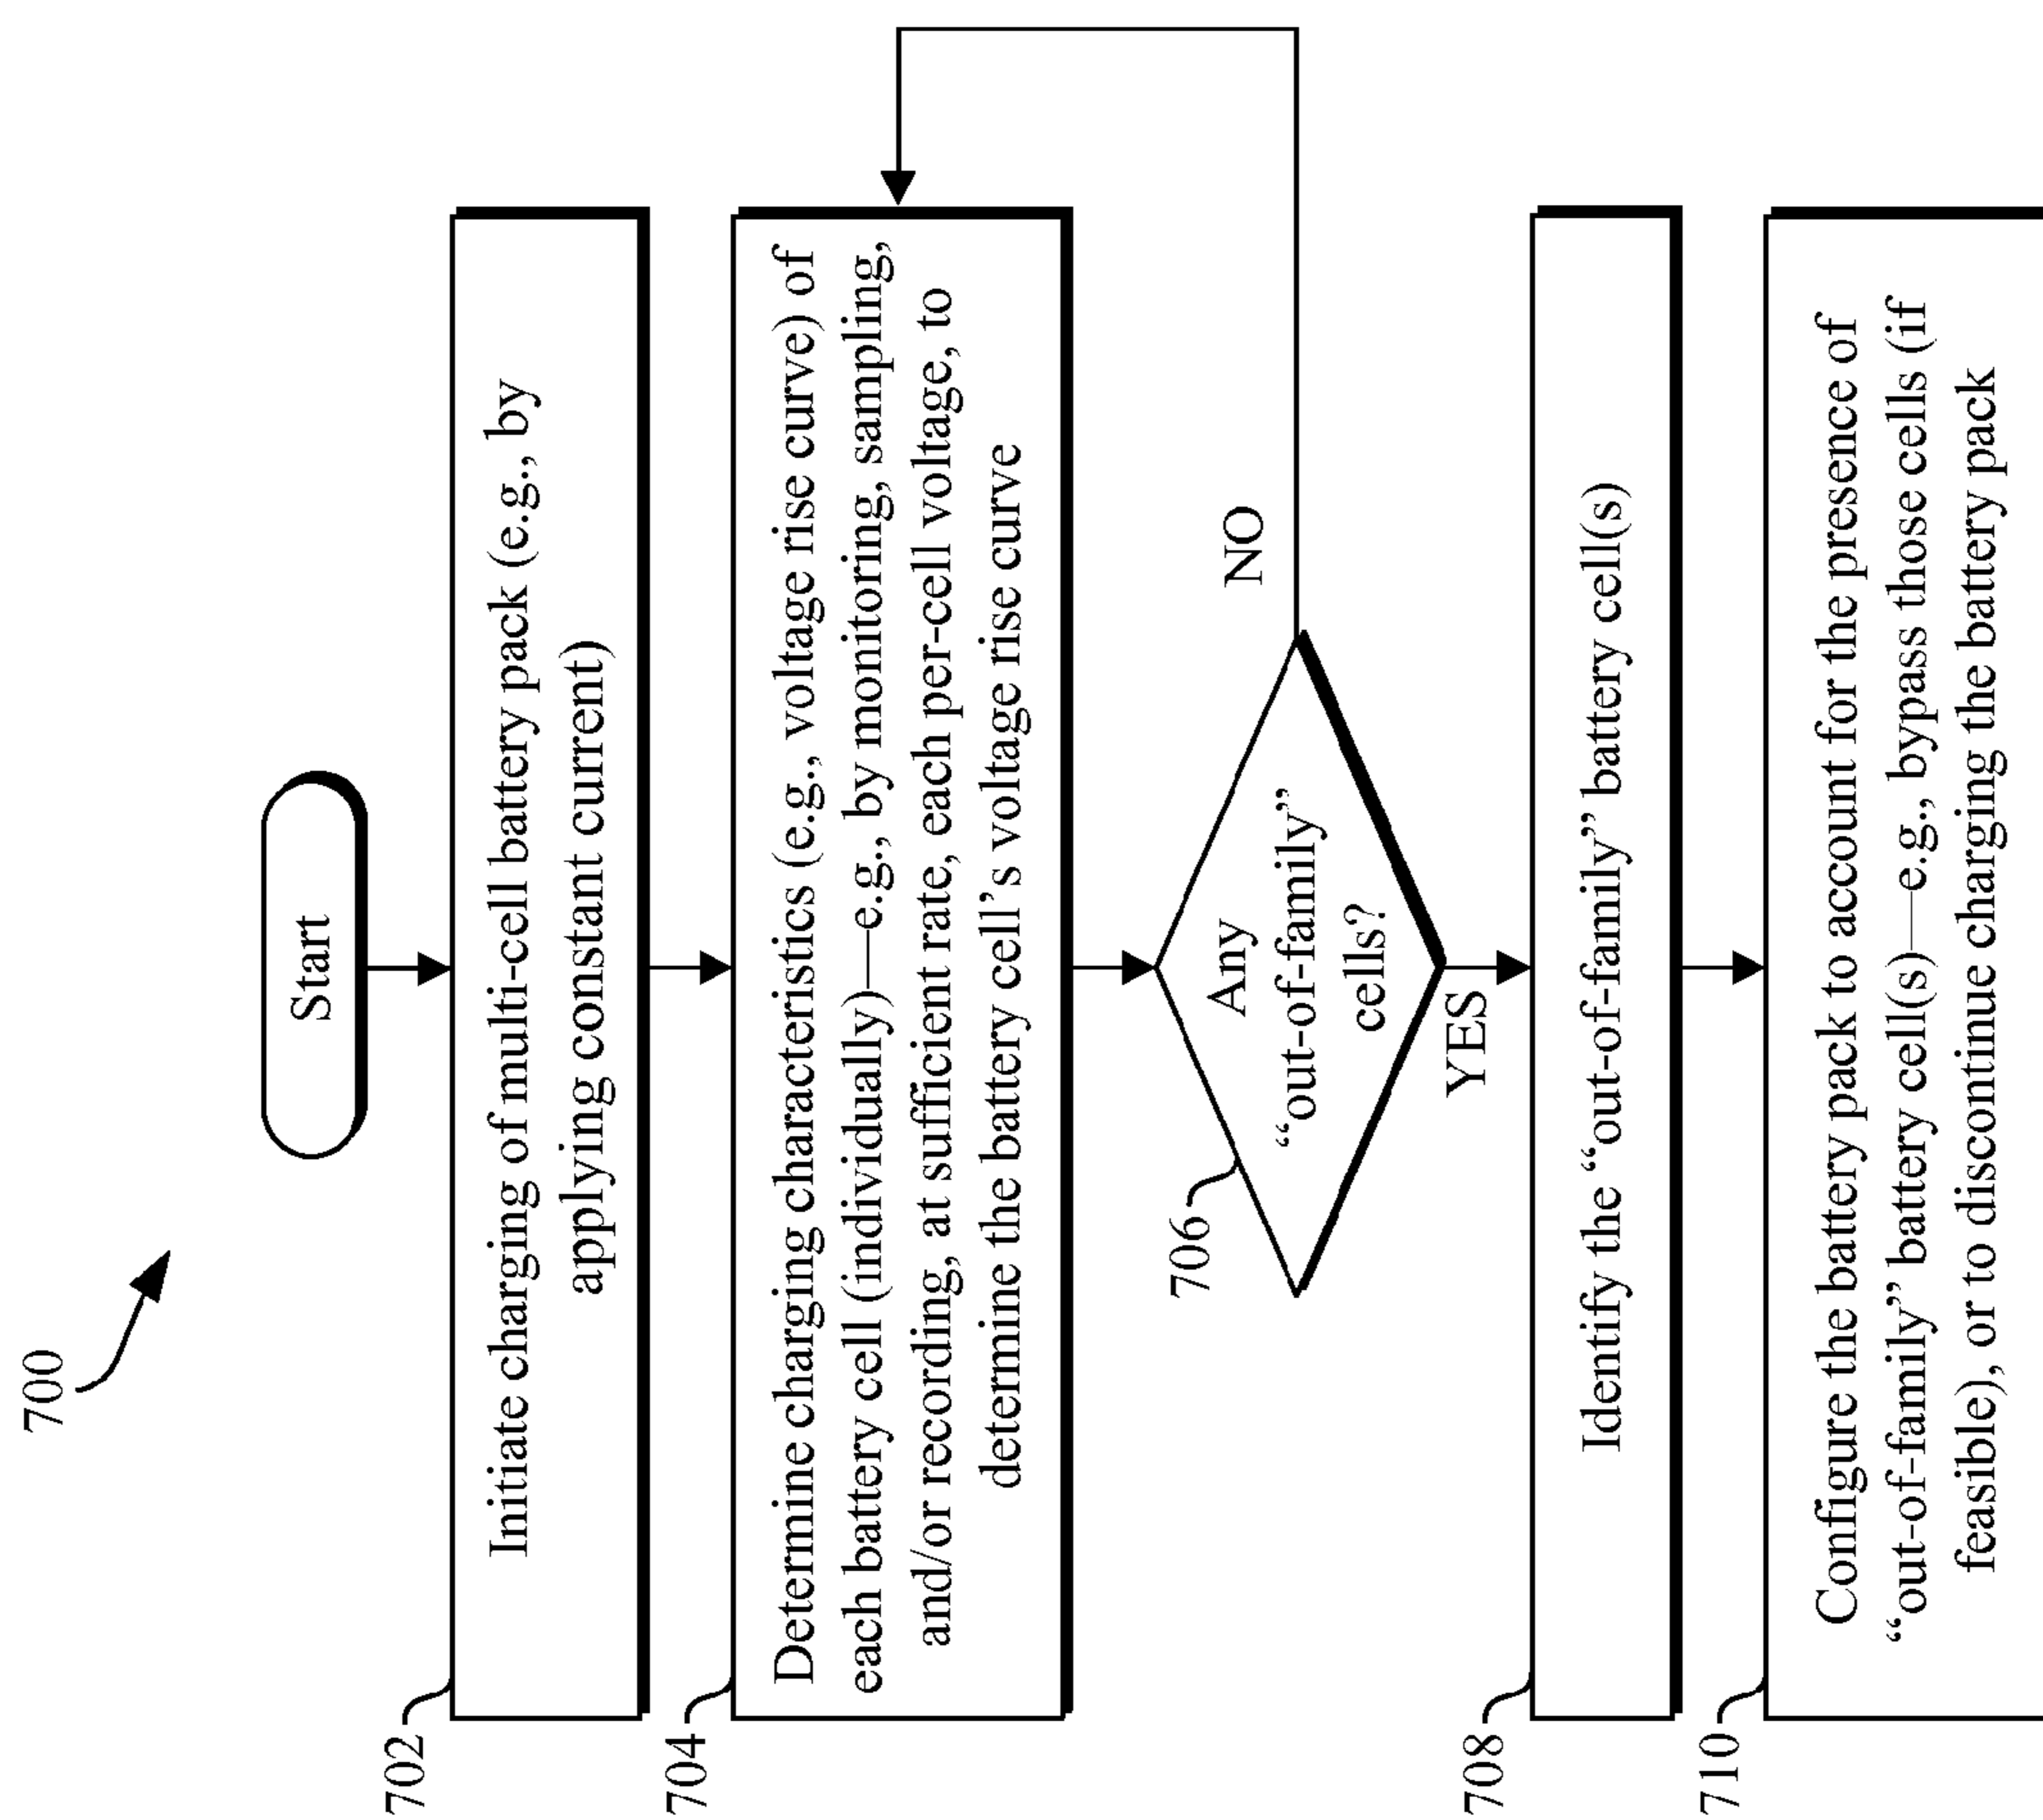 700
Start
702
Initiate charging of multi-cell battery pack (e.g., by
applying constant current)
704
Determine charging characteristics (e.g., voltage rise curve) of
each battery cell (individually)—e.g., by monitoring, sampling,
and/or recording, at sufficient rate, each per-cell voltage, to
determine the battery cell’s voltage rise curve
706
Any
“out-of-family”
cells?
NO
YES
708
Identify the “out-of-family” battery cell(s)
710
Configure the battery pack to account for the presence of
“out-of-family” battery cell(s)—e.g., bypass those cells (if
feasible), or to discontinue charging the battery pack